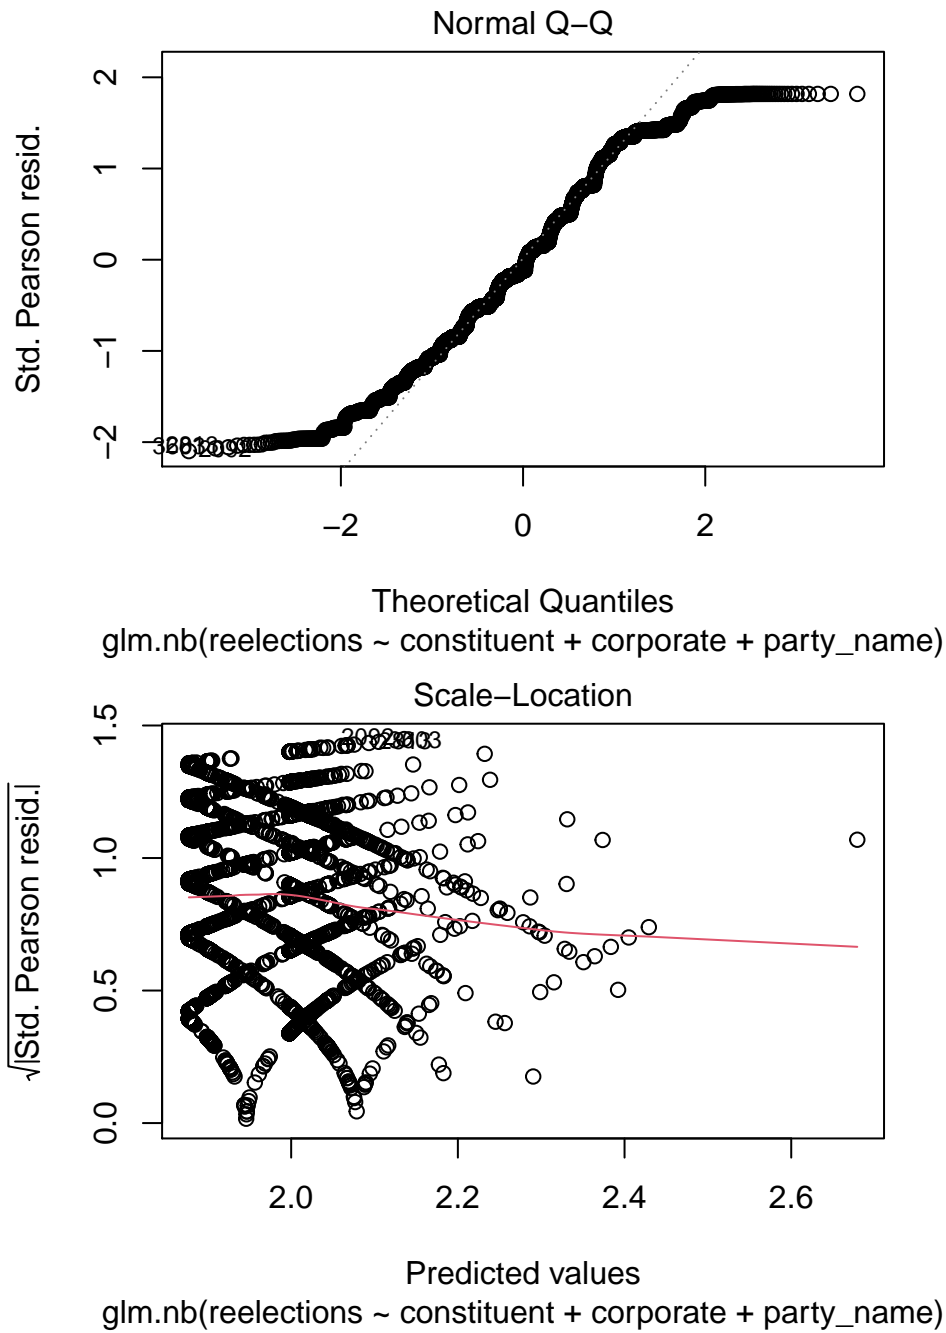 Normal Q−Q
Std. Pearson resid.
2
1
0
−1
−2
−2 0 2
Theoretical Quantiles
glm.nb(reelections ~ constituent + corporate + party_name)
Scale−Location
√|Std. Pearson resid.|
1.5
1.0
0.5
0.0
2.0 2.2 2.4 2.6
Predicted values
glm.nb(reelections ~ constituent + corporate + party_name)